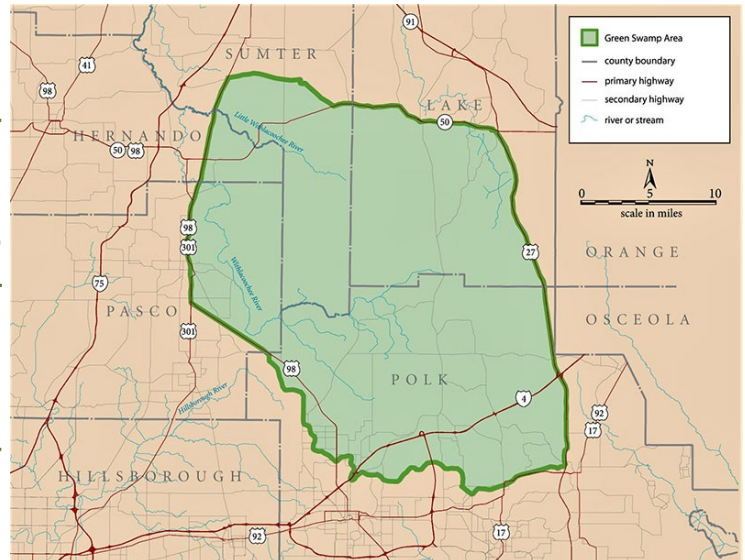 91
Green Swamp Area
county boundary
primary highway
secondary highway
river or stream
N
0 5 10
scale in miles
SUMTER
41
98
LAKE
50
Little Withlacoochee River
HERNANDO
50 98
98
301
27
ORANGE
75
Withlacoochee River
PASCO
OSCEOLA
301
98
POLK
4
Hillsborough River
92
17
HILLSBOROUGH
92
17